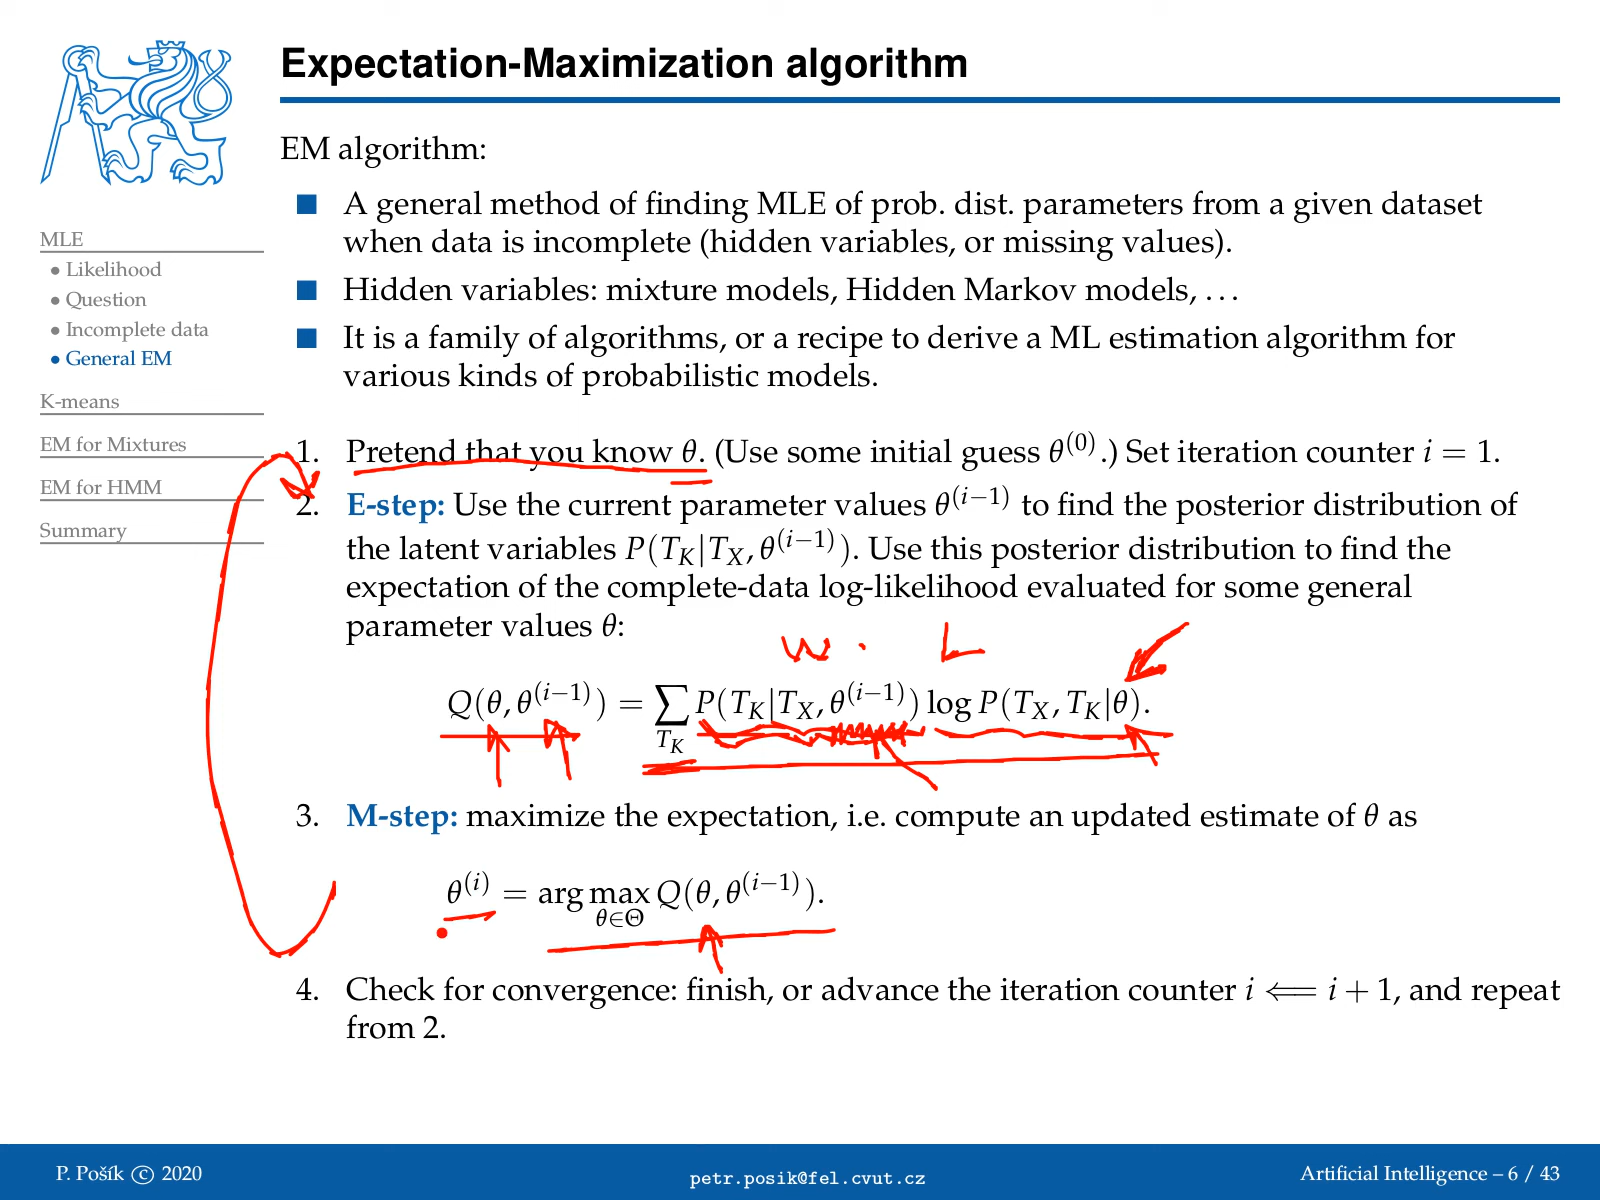 Expectation-Maximization algorithm
MLE
• Likelihood
• Question
• Incomplete data
• General EM
K-means
EM for Mixtures
EM for HMM
Summary
EM algorithm:
■ A general method of finding MLE of prob. dist. parameters from a given dataset
when data is incomplete (hidden variables, or missing values).
■ Hidden variables: mixture models, Hidden Markov models, …
■ It is a family of algorithms, or a recipe to derive a ML estimation algorithm for
various kinds of probabilistic models.
1. Pretend that you know θ. (Use some initial guess θ^(0).) Set iteration counter i = 1.
2. E-step: Use the current parameter values θ^(i−1) to find the posterior distribution of
the latent variables P(T_K|T_X, θ^(i−1)). Use this posterior distribution to find the
expectation of the complete-data log-likelihood evaluated for some general
parameter values θ:
w · L
Q(θ, θ^(i−1)) = ∑_{T_K} P(T_K|T_X, θ^(i−1)) log P(T_X, T_K|θ).
3. M-step: maximize the expectation, i.e. compute an updated estimate of θ as
θ^(i) = arg max_{θ∈Θ} Q(θ, θ^(i−1)).
4. Check for convergence: finish, or advance the iteration counter i ⟸ i + 1, and repeat
from 2.
P. Pošík © 2020
petr.posik@fel.cvut.cz
Artificial Intelligence – 6 / 43